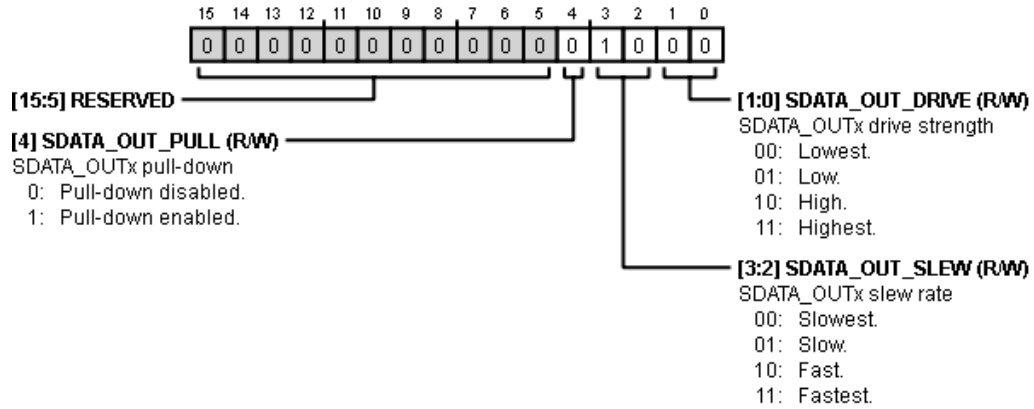 15 14 13 12 11 10 9 8 7 6 5 4 3 2 1 0
0 0 0 0 0 0 0 0 0 0 0 0 1 0 0 0
[15:5] RESERVED
[4] SDATA_OUT_PULL (R/W)
SDATA_OUTx pull-down
0: Pull-down disabled.
1: Pull-down enabled.
[1:0] SDATA_OUT_DRIVE (R/W)
SDATA_OUTx drive strength
00: Lowest.
01: Low.
10: High.
11: Highest.
[3:2] SDATA_OUT_SLEW (R/W)
SDATA_OUTx slew rate
00: Slowest.
01: Slow.
10: Fast.
11: Fastest.